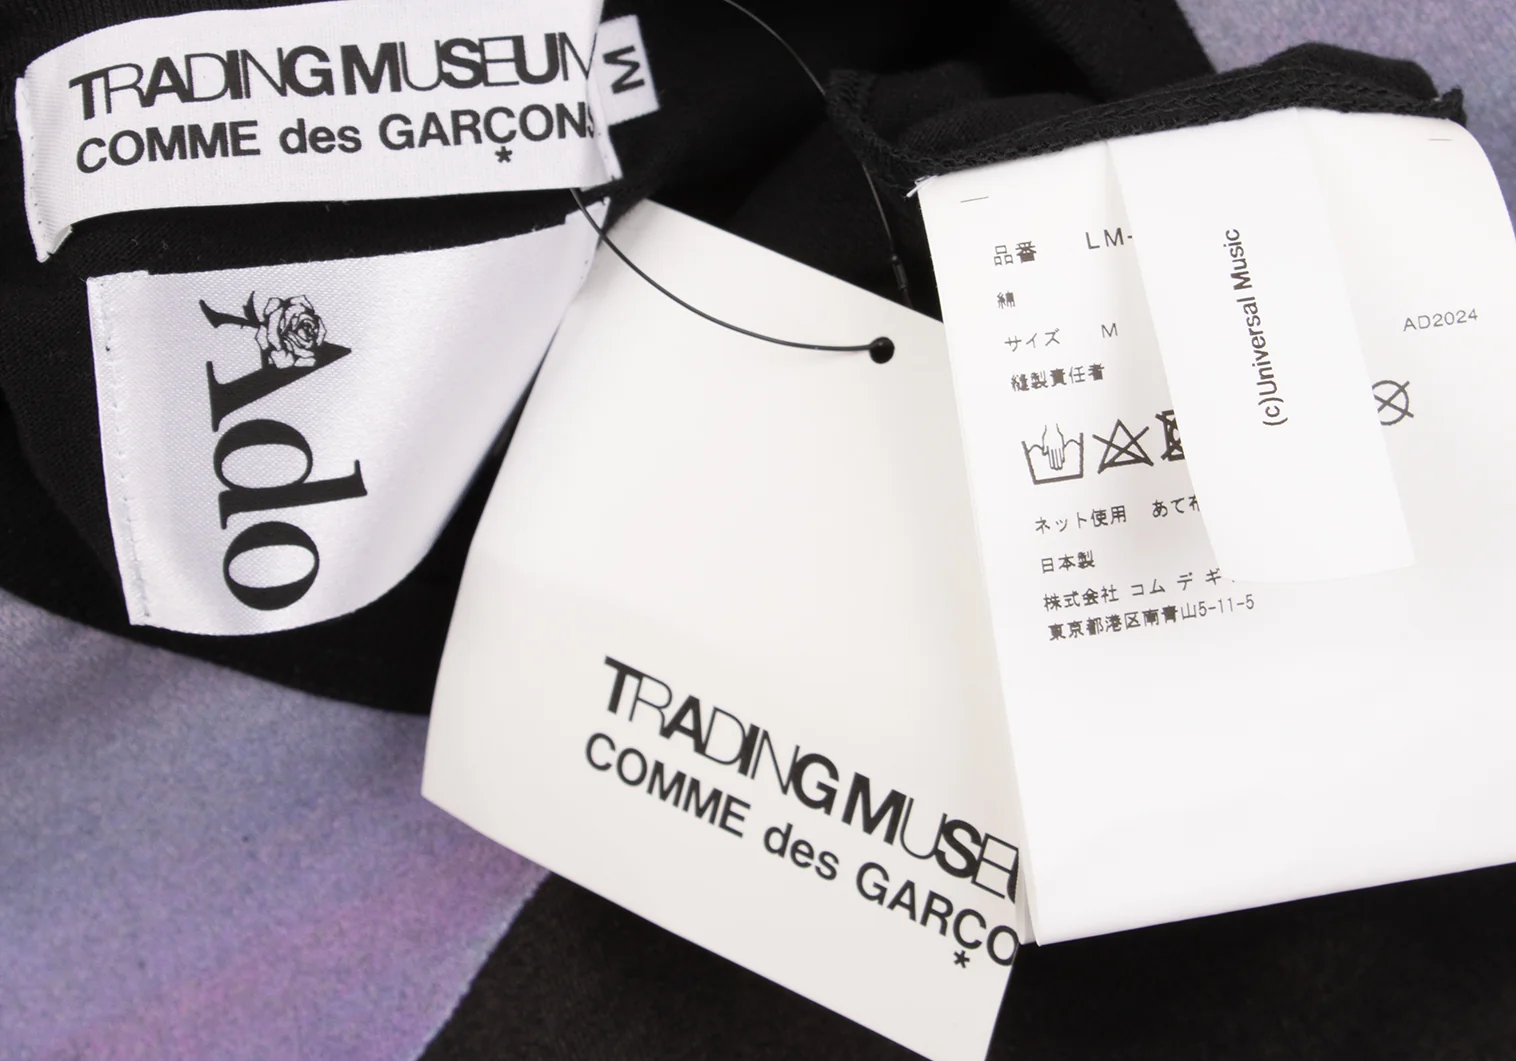 TRADING MUSEUM
COMME des GARÇONS
M
Ado
TRADING MUSEU
COMME des GARÇO
品番 LM-
綿
サイズ M
縫製責任者
AD2024
ネット使用 あて布
日本製
株式会社 コム デ ギ
東京都港区南青山5-11-5
(c)Universal Music